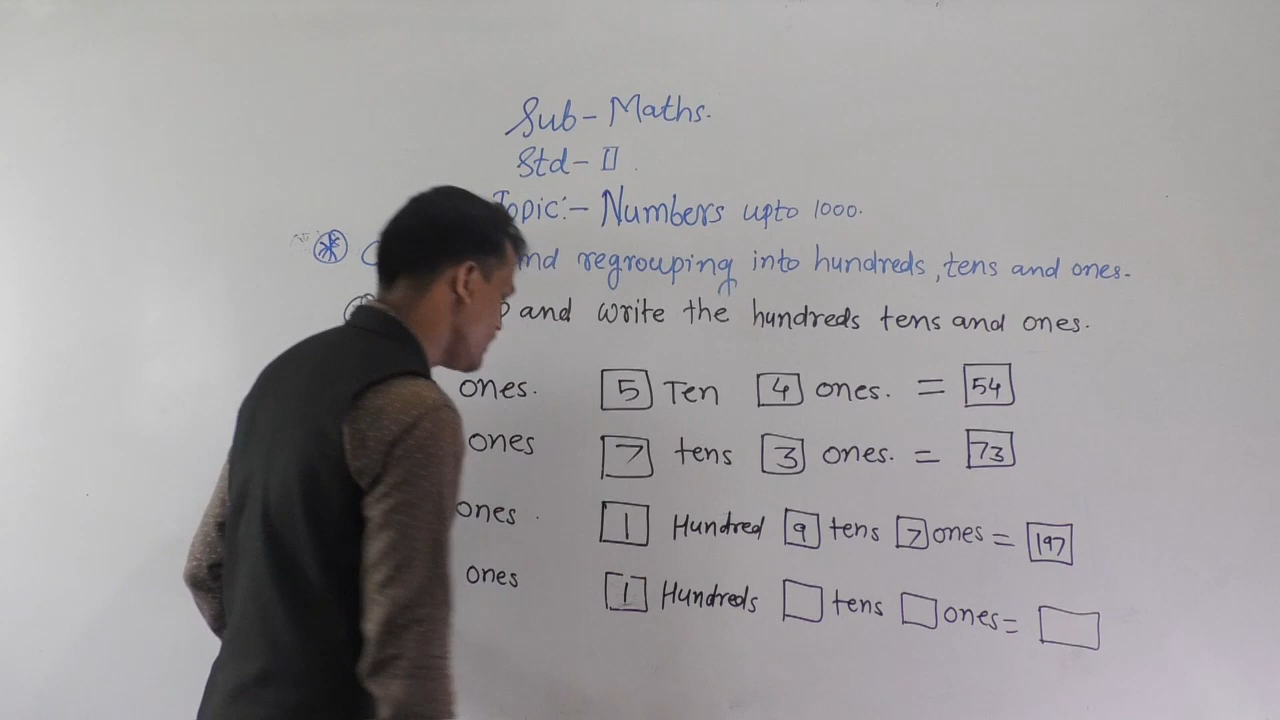 Sub- Maths.
Std- II.
Topic:- Numbers upto 1000.
regrouping into hundreds, tens and ones.
and write the hundreds tens and ones.
ones. 5 Ten 4 ones. = 54
ones 7 tens 3 ones. = 73
ones. 1 Hundred 9 tens 7 ones = 197
ones 1 Hundreds tens ones=